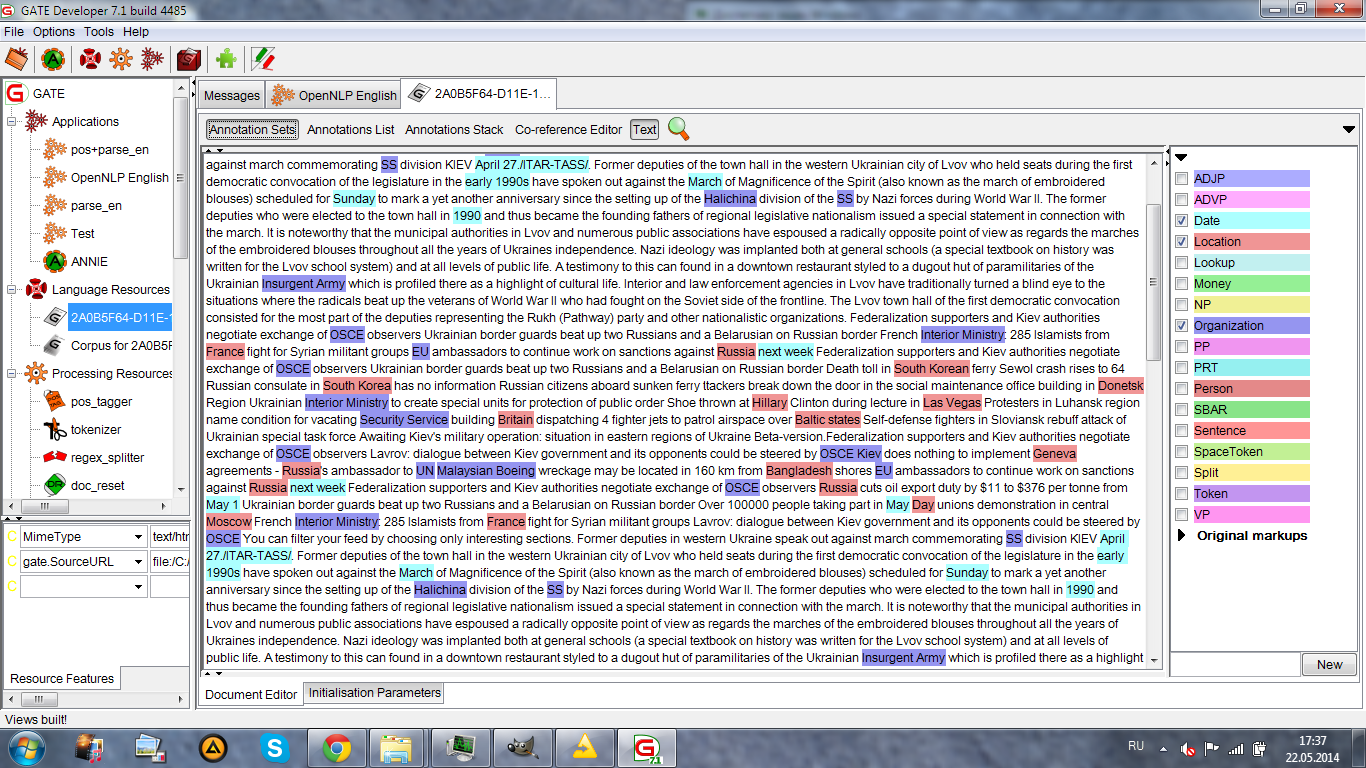 GATE Developer 7.1 build 4485
File Options Tools Help
GATE
Applications
pos+parse_en
OpenNLP English
parse_en
Test
ANNIE
Language Resources
2A0B5F64-D11E-1
Corpus for 2A0B5F
Processing Resources
pos_tagger
tokenizer
regex_splitter
doc_reset
C MimeType text/htm
C gate.SourceURL file:/C:/
C
Resource Features
Messages OpenNLP English 2A0B5F64-D11E-1...
Annotation Sets Annotations List Annotations Stack Co-reference Editor Text
against march commemorating SS division KIEV April 27./ITAR-TASS/. Former deputies of the town hall in the western Ukrainian city of Lvov who held seats during the first
democratic convocation of the legislature in the early 1990s have spoken out against the March of Magnificence of the Spirit (also known as the march of embroidered
blouses) scheduled for Sunday to mark a yet another anniversary since the setting up of the Halichina division of the SS by Nazi forces during World War II. The former
deputies who were elected to the town hall in 1990 and thus became the founding fathers of regional legislative nationalism issued a special statement in connection with
the march. It is noteworthy that the municipal authorities in Lvov and numerous public associations have espoused a radically opposite point of view as regards the marches
of the embroidered blouses throughout all the years of Ukraines independence. Nazi ideology was implanted both at general schools (a special textbook on history was
written for the Lvov school system) and at all levels of public life. A testimony to this can found in a downtown restaurant styled to a dugout hut of paramilitaries of the
Ukrainian Insurgent Army which is profiled there as a highlight of cultural life. Interior and law enforcement agencies in Lvov have traditionally turned a blind eye to the
situations where the radicals beat up the veterans of World War II who had fought on the Soviet side of the frontline. The Lvov town hall of the first democratic convocation
consisted for the most part of the deputies representing the Rukh (Pathway) party and other nationalistic organizations. Federalization supporters and Kiev authorities
negotiate exchange of OSCE observers Ukrainian border guards beat up two Russians and a Belarusian on Russian border French Interior Ministry: 285 Islamists from
France fight for Syrian militant groups EU ambassadors to continue work on sanctions against Russia next week Federalization supporters and Kiev authorities negotiate
exchange of OSCE observers Ukrainian border guards beat up two Russians and a Belarusian on Russian border Death toll in South Korean ferry Sewol crash rises to 64
Russian consulate in South Korea has no information Russian citizens aboard sunken ferry ttackers break down the door in the social maintenance office building in Donetsk
Region Ukrainian Interior Ministry to create special units for protection of public order Shoe thrown at Hillary Clinton during lecture in Las Vegas Protesters in Luhansk region
name condition for vacating Security Service building Britain dispatching 4 fighter jets to patrol airspace over Baltic states Self-defense fighters in Sloviansk rebuff attack of
Ukrainian special task force Awaiting Kiev's military operation: situation in eastern regions of Ukraine Beta-version.Federalization supporters and Kiev authorities negotiate
exchange of OSCE observers Lavrov: dialogue between Kiev government and its opponents could be steered by OSCE Kiev does nothing to implement Geneva
agreements - Russia's ambassador to UN Malaysian Boeing wreckage may be located in 160 km from Bangladesh shores EU ambassadors to continue work on sanctions
against Russia next week Federalization supporters and Kiev authorities negotiate exchange of OSCE observers Russia cuts oil export duty by $11 to $376 per tonne from
May 1 Ukrainian border guards beat up two Russians and a Belarusian on Russian border Over 100000 people taking part in May Day unions demonstration in central
Moscow French Interior Ministry: 285 Islamists from France fight for Syrian militant groups Lavrov: dialogue between Kiev government and its opponents could be steered by
OSCE You can filter your feed by choosing only interesting sections. Former deputies in western Ukraine speak out against march commemorating SS division KIEV April
27./ITAR-TASS/. Former deputies of the town hall in the western Ukrainian city of Lvov who held seats during the first democratic convocation of the legislature in the early
1990s have spoken out against the March of Magnificence of the Spirit (also known as the march of embroidered blouses) scheduled for Sunday to mark a yet another
anniversary since the setting up of the Halichina division of the SS by Nazi forces during World War II. The former deputies who were elected to the town hall in 1990 and
thus became the founding fathers of regional legislative nationalism issued a special statement in connection with the march. It is noteworthy that the municipal authorities in
Lvov and numerous public associations have espoused a radically opposite point of view as regards the marches of the embroidered blouses throughout all the years of
Ukraines independence. Nazi ideology was implanted both at general schools (a special textbook on history was written for the Lvov school system) and at all levels of
public life. A testimony to this can found in a downtown restaurant styled to a dugout hut of paramilitaries of the Ukrainian Insurgent Army which is profiled there as a highlight
ADJP
ADVP
Date
Location
Lookup
Money
NP
Organization
PP
PRT
Person
SBAR
Sentence
SpaceToken
Split
Token
VP
Original markups
New
Document Editor Initialisation Parameters
Views built!
RU
17:37
22.05.2014